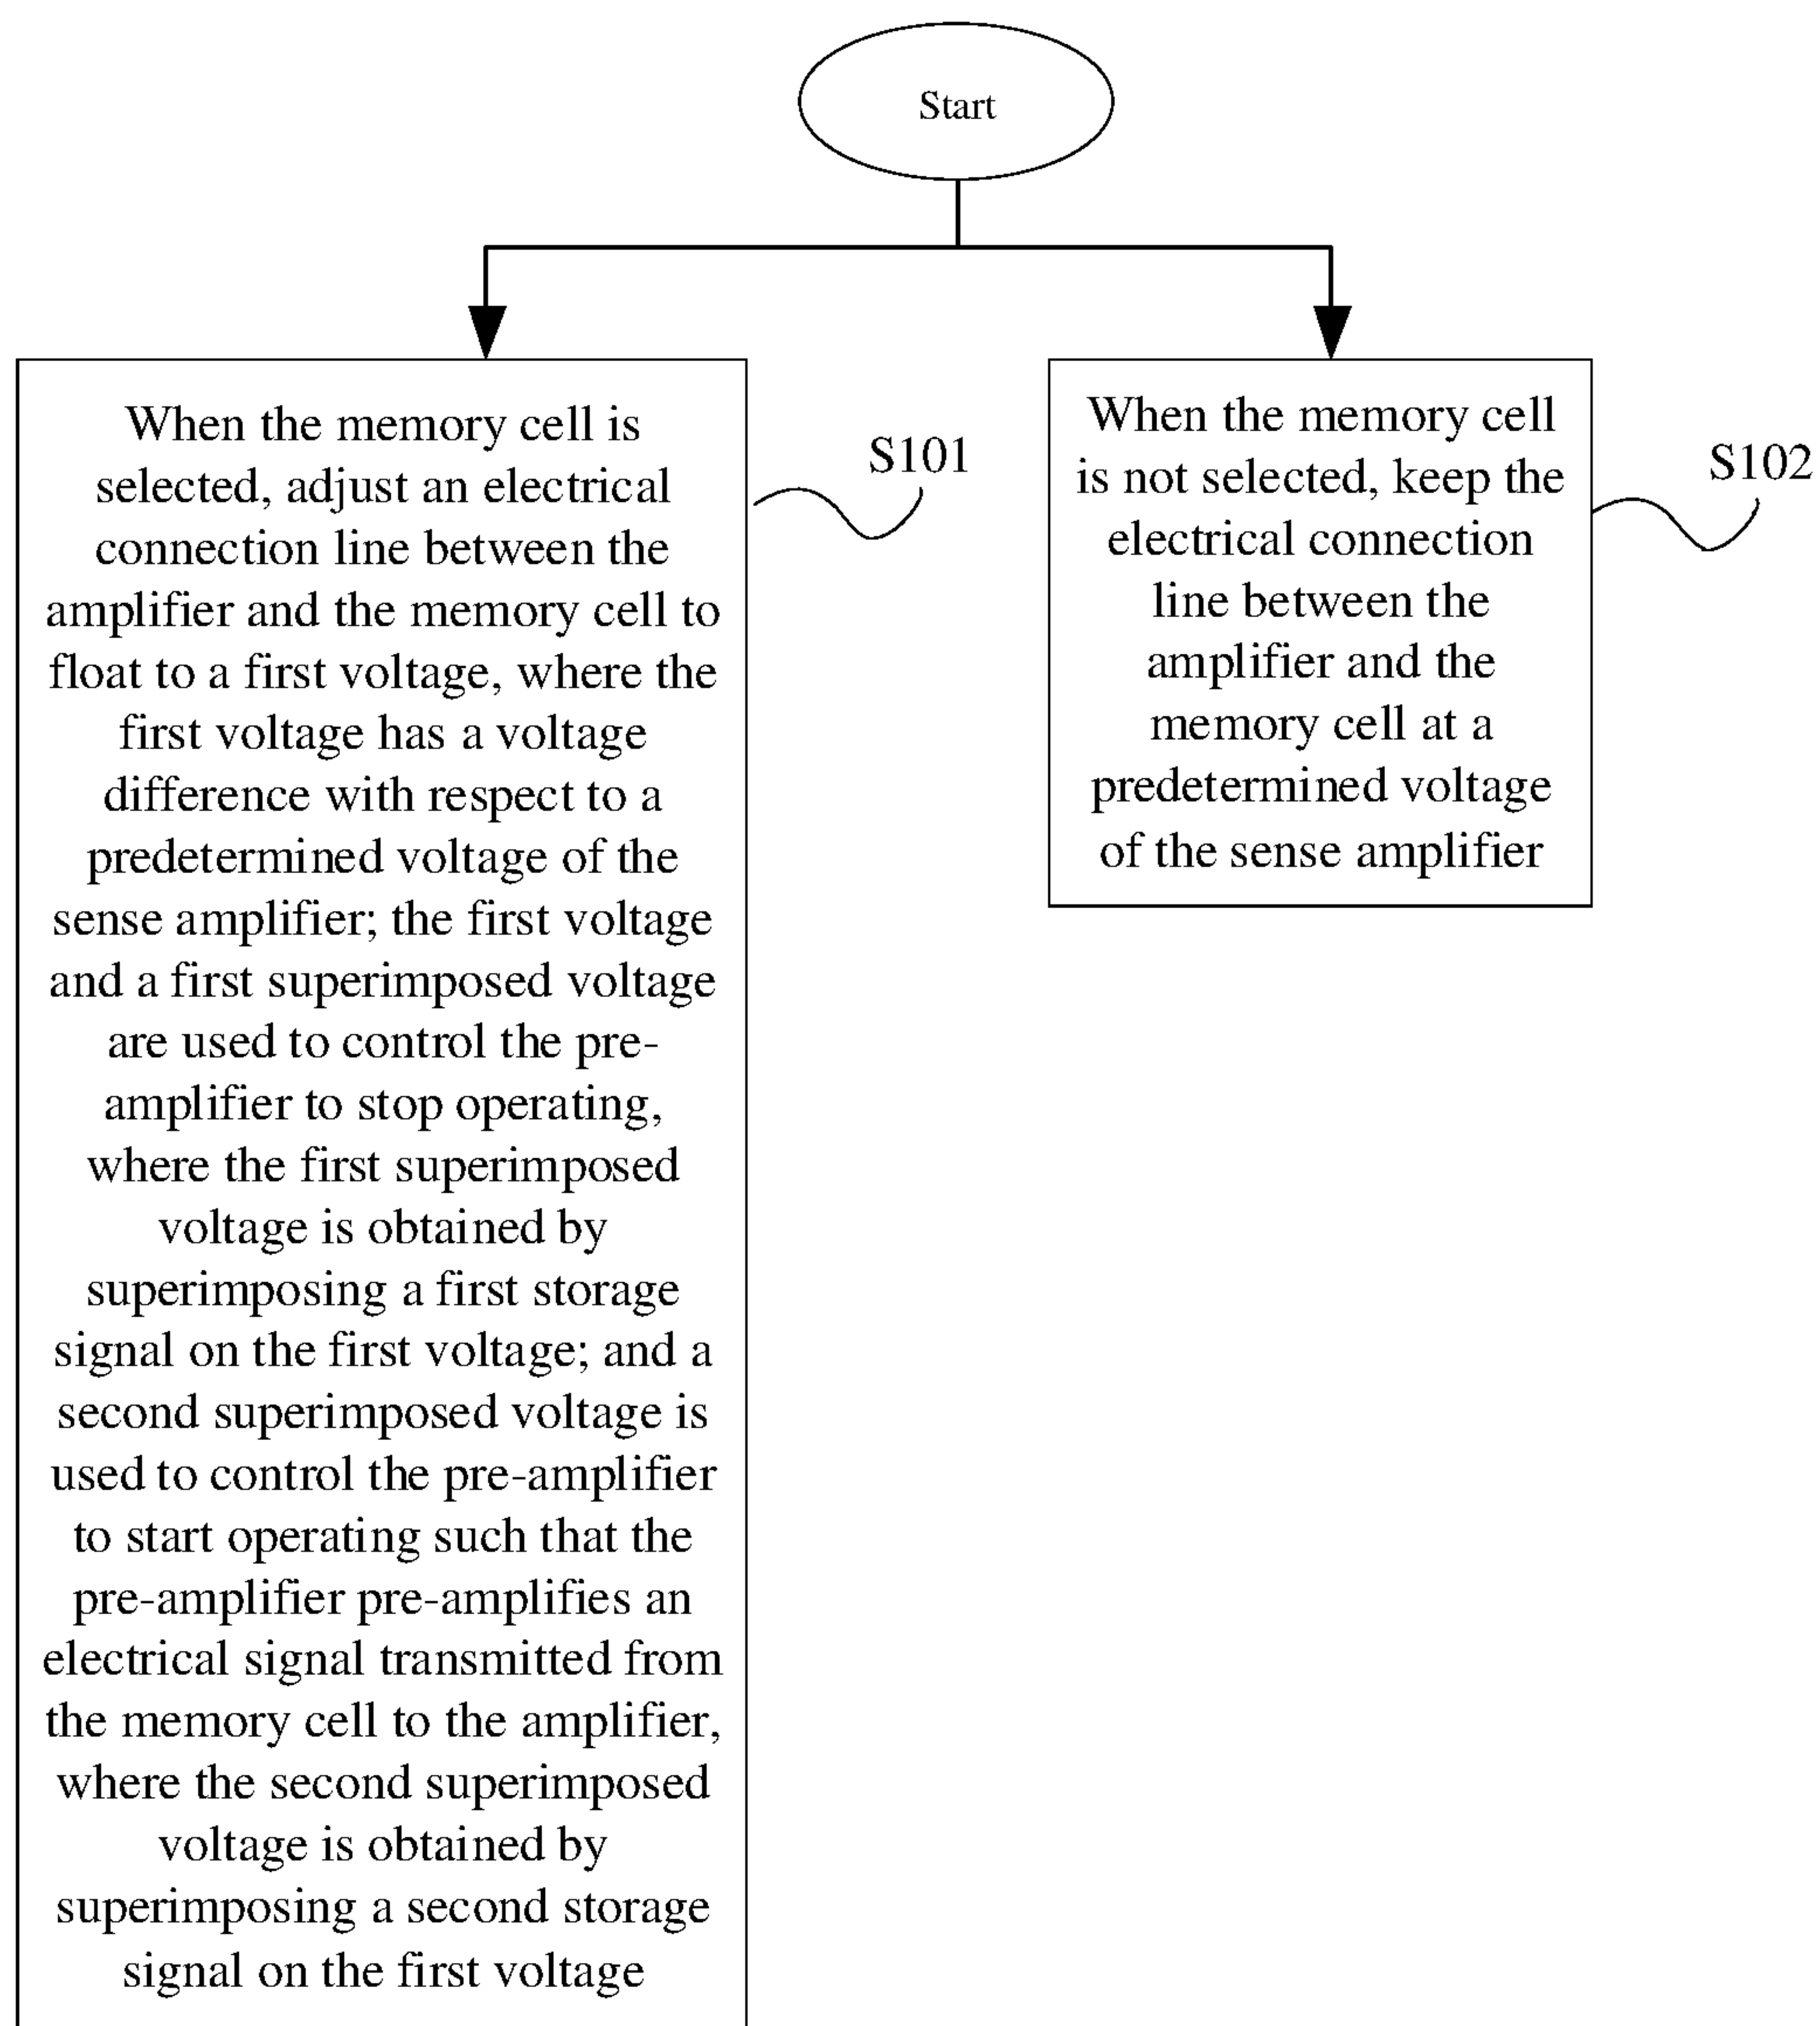 Start
When the memory cell is
selected, adjust an electrical
connection line between the
amplifier and the memory cell to
float to a first voltage, where the
first voltage has a voltage
difference with respect to a
predetermined voltage of the
sense amplifier; the first voltage
and a first superimposed voltage
are used to control the pre-
amplifier to stop operating,
where the first superimposed
voltage is obtained by
superimposing a first storage
signal on the first voltage; and a
second superimposed voltage is
used to control the pre-amplifier
to start operating such that the
pre-amplifier pre-amplifies an
electrical signal transmitted from
the memory cell to the amplifier,
where the second superimposed
voltage is obtained by
superimposing a second storage
signal on the first voltage
S101
When the memory cell
is not selected, keep the
electrical connection
line between the
amplifier and the
memory cell at a
predetermined voltage
of the sense amplifier
S102